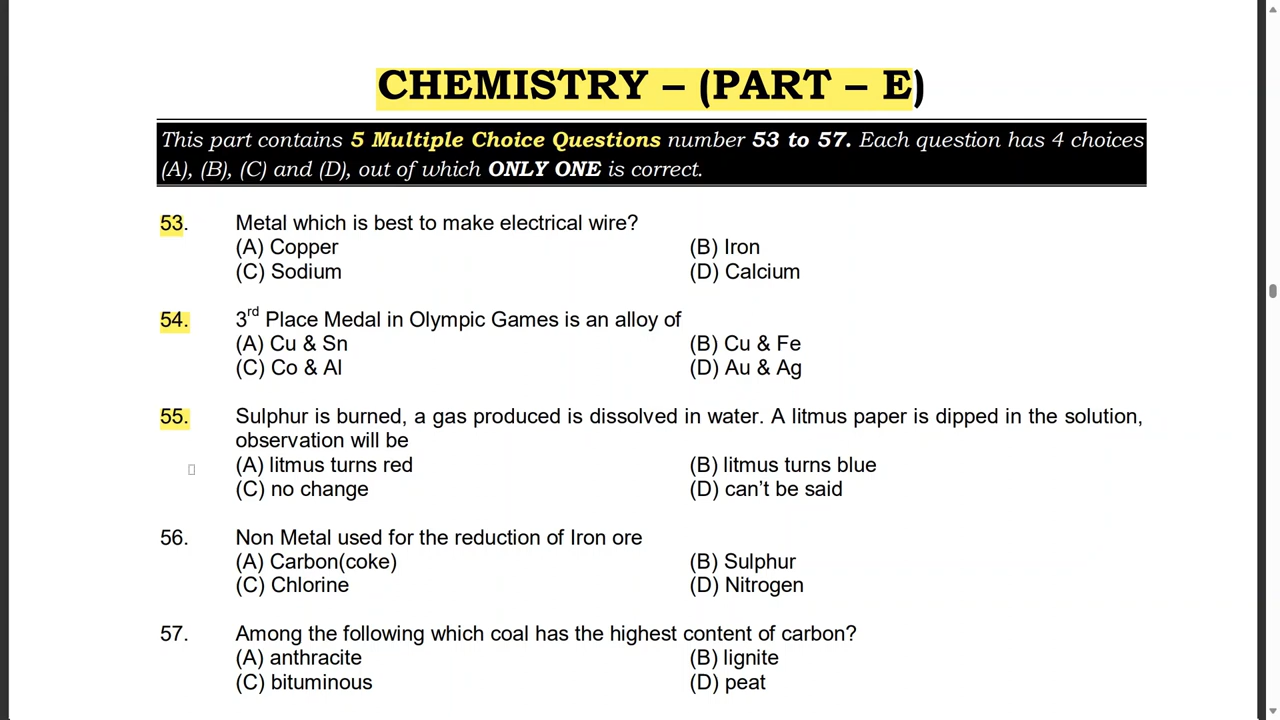 CHEMISTRY – (PART – E)
This part contains 5 Multiple Choice Questions number 53 to 57. Each question has 4 choices
(A), (B), (C) and (D), out of which ONLY ONE is correct.
53. Metal which is best to make electrical wire?
(A) Copper (B) Iron
(C) Sodium (D) Calcium
54. 3rd Place Medal in Olympic Games is an alloy of
(A) Cu & Sn (B) Cu & Fe
(C) Co & Al (D) Au & Ag
55. Sulphur is burned, a gas produced is dissolved in water. A litmus paper is dipped in the solution,
observation will be
(A) litmus turns red (B) litmus turns blue
(C) no change (D) can’t be said
56. Non Metal used for the reduction of Iron ore
(A) Carbon(coke) (B) Sulphur
(C) Chlorine (D) Nitrogen
57. Among the following which coal has the highest content of carbon?
(A) anthracite (B) lignite
(C) bituminous (D) peat